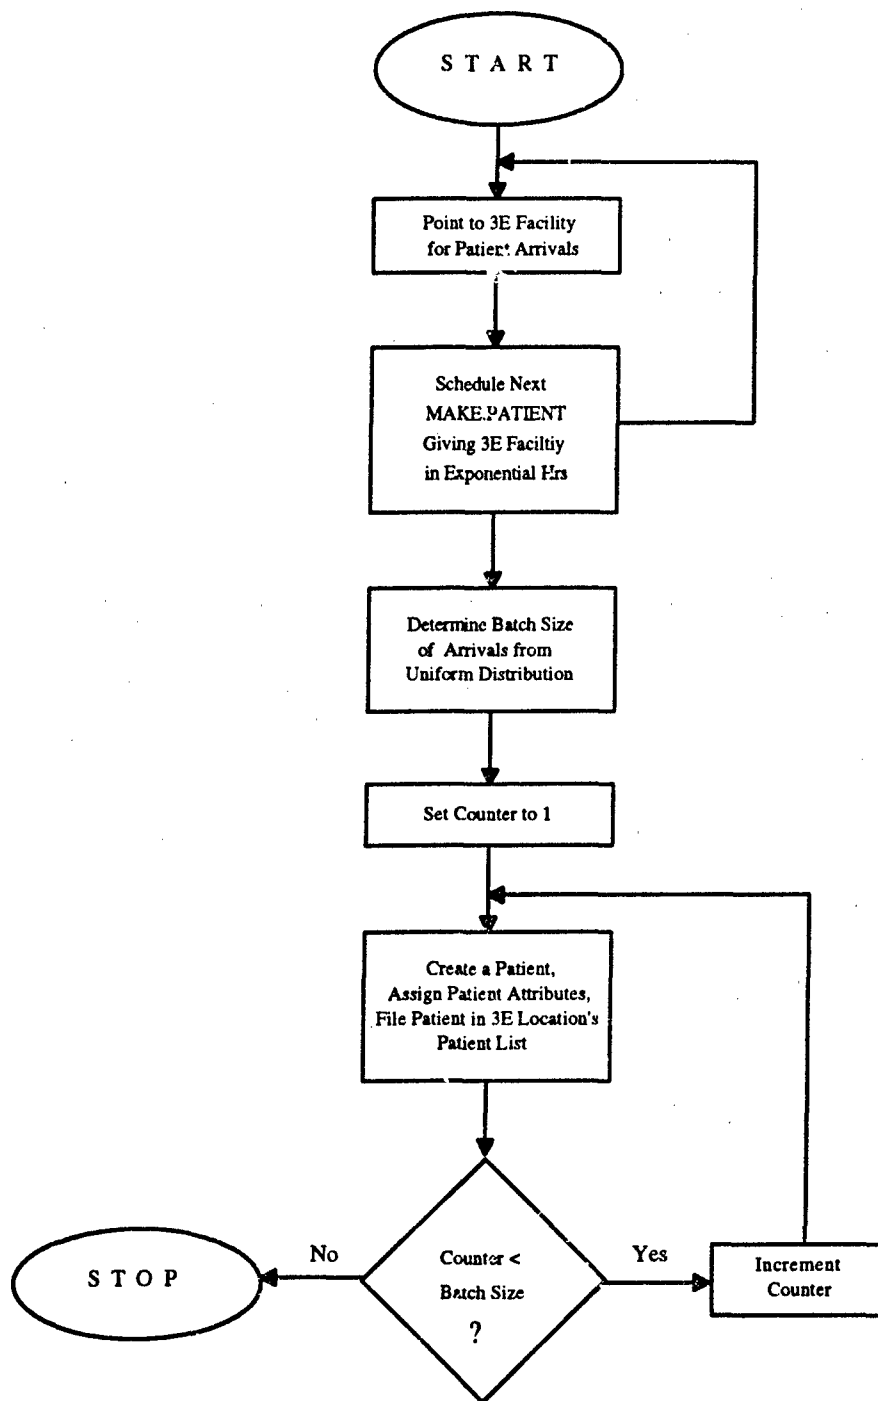 S T A R T
Point to 3E Facility
for Patient Arrivals
Schedule Next
MAKE.PATIENT
Giving 3E Faciltiy
in Exponential Hrs
Determine Batch Size
of Arrivals from
Uniform Distribution
Set Counter to 1
Create a Patient,
Assign Patient Attributes,
File Patient in 3E Location's
Patient List
Counter <
Batch Size
?
No
Yes
S T O P
Increment
Counter